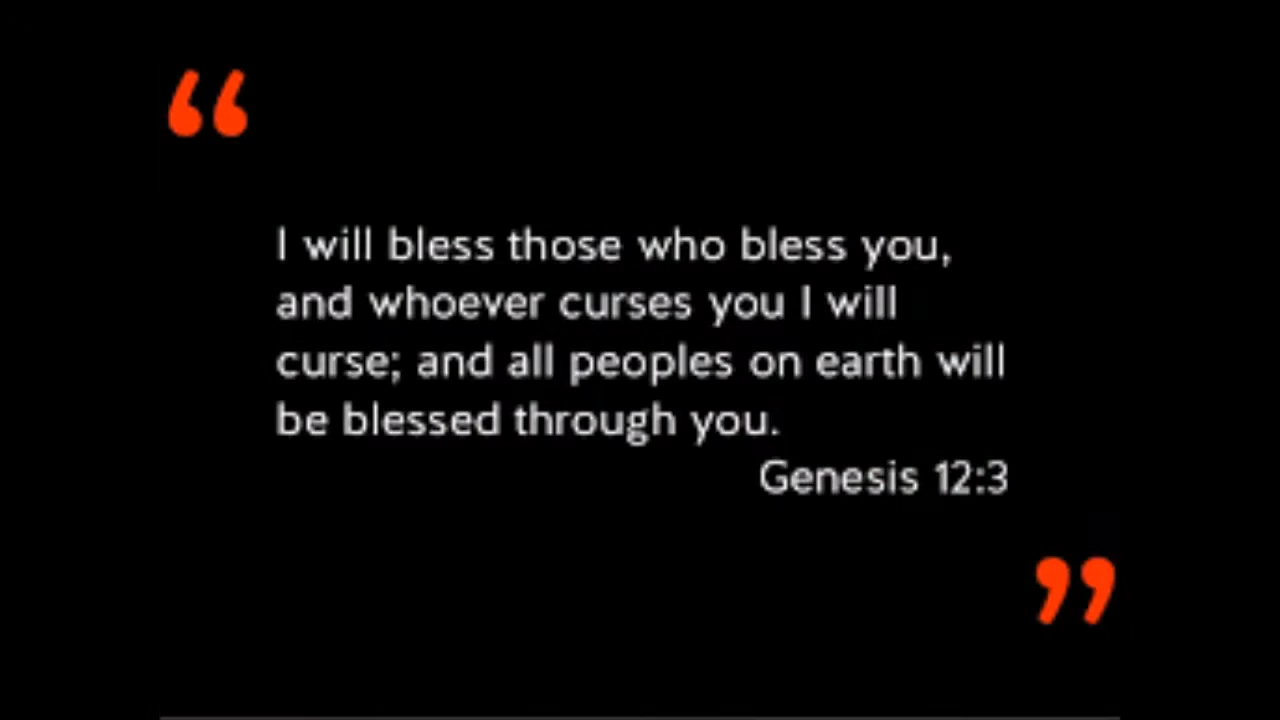 “
I will bless those who bless you,
and whoever curses you I will
curse; and all peoples on earth will
be blessed through you.
Genesis 12:3
”